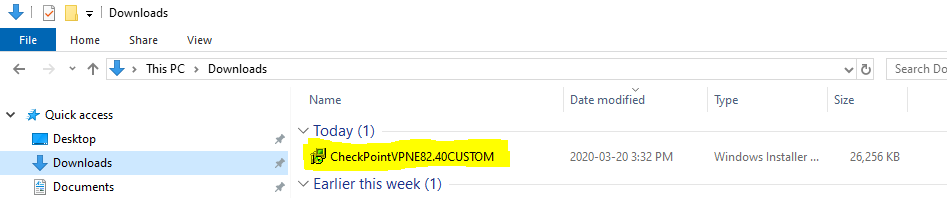 Downloads
File Home Share View
This PC Downloads Search Do
Name Date modified Type Size
Quick access
Today (1)
Desktop
CheckPointVPNE82.40CUSTOM 2020-03-20 3:32 PM Windows Installer ... 26,256 KB
Downloads
Earlier this week (1)
Documents